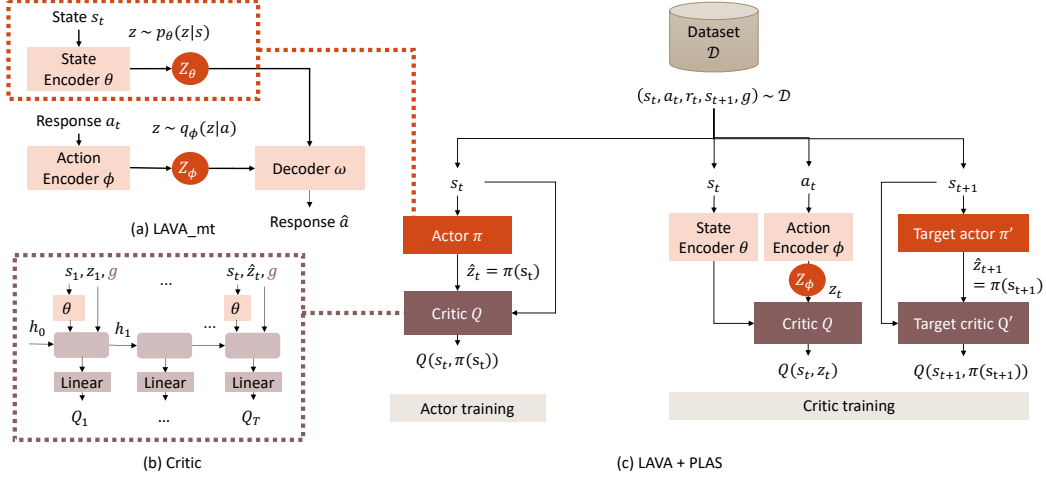 State s_t
z ~ p_θ(z|s)
State
Encoder θ
Z_θ
Response a_t
z ~ q_ϕ(z|a)
Action
Encoder ϕ
Z_ϕ
Decoder ω
Response â
(a) LAVA_mt
s_1, z_1, g
...
s_t, ẑ_t, g
θ
θ
h_0
h_1
...
Linear
Linear
Linear
Q_1
...
Q_T
(b) Critic
Dataset
𝒟
(s_t, a_t, r_t, s_{t+1}, g) ~ 𝒟
s_t
Actor π
ẑ_t = π(s_t)
Critic Q
Q(s_t, π(s_t))
Actor training
s_t
a_t
s_{t+1}
State
Encoder θ
Action
Encoder ϕ
Target actor π′
Z_ϕ
z_t
ẑ_{t+1}
= π(s_{t+1})
Critic Q
Target critic Q′
Q(s_t, z_t)
Q(s_{t+1}, π(s_{t+1}))
Critic training
(c) LAVA + PLAS